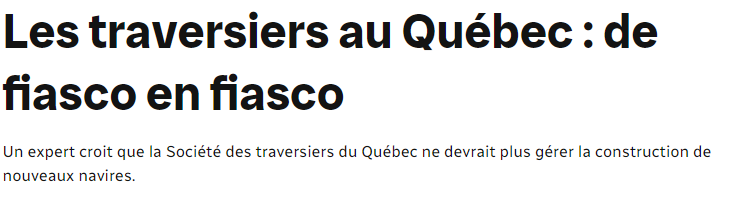 Les traversiers au Québec : de
fiasco en fiasco
Un expert croit que la Société des traversiers du Québec ne devrait plus gérer la construction de
nouveaux navires.